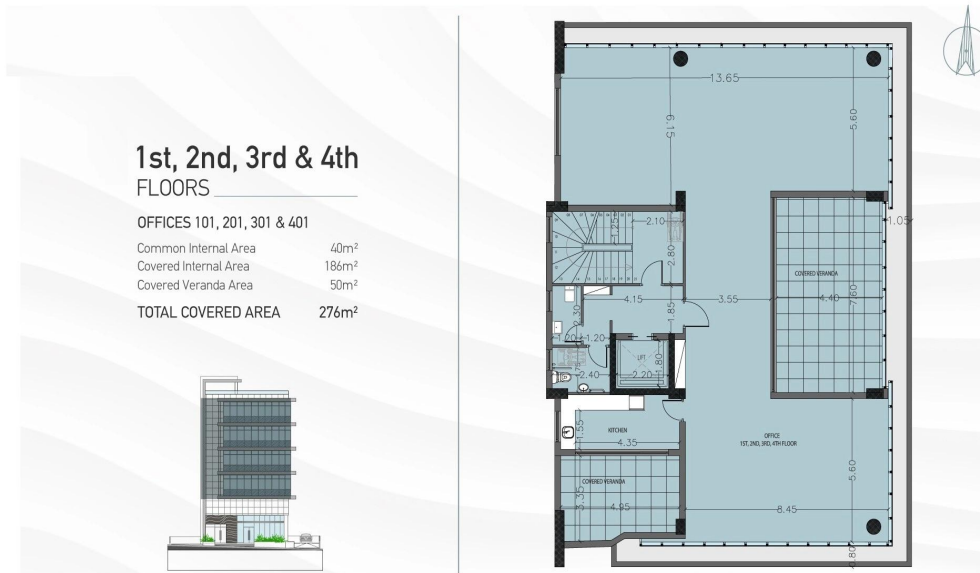 1st, 2nd, 3rd & 4th
FLOORS
OFFICES 101, 201, 301 & 401
Common Internal Area 40m²
Covered Internal Area 186m²
Covered Veranda Area 50m²
TOTAL COVERED AREA 276m²
13.65
6.15
5.60
1.25
2.10
1.05
2.80
COVERED VERANDA
4.15
3.55
4.40
7.60
2.30
1.85
1.20
1.20
LIFT
1.80
2.40
2.20
KITCHEN
1.55
4.35
OFFICE
1ST, 2ND, 3RD, 4TH FLOOR
5.60
COVERED VERANDA
3.35
4.95
8.45
0.80